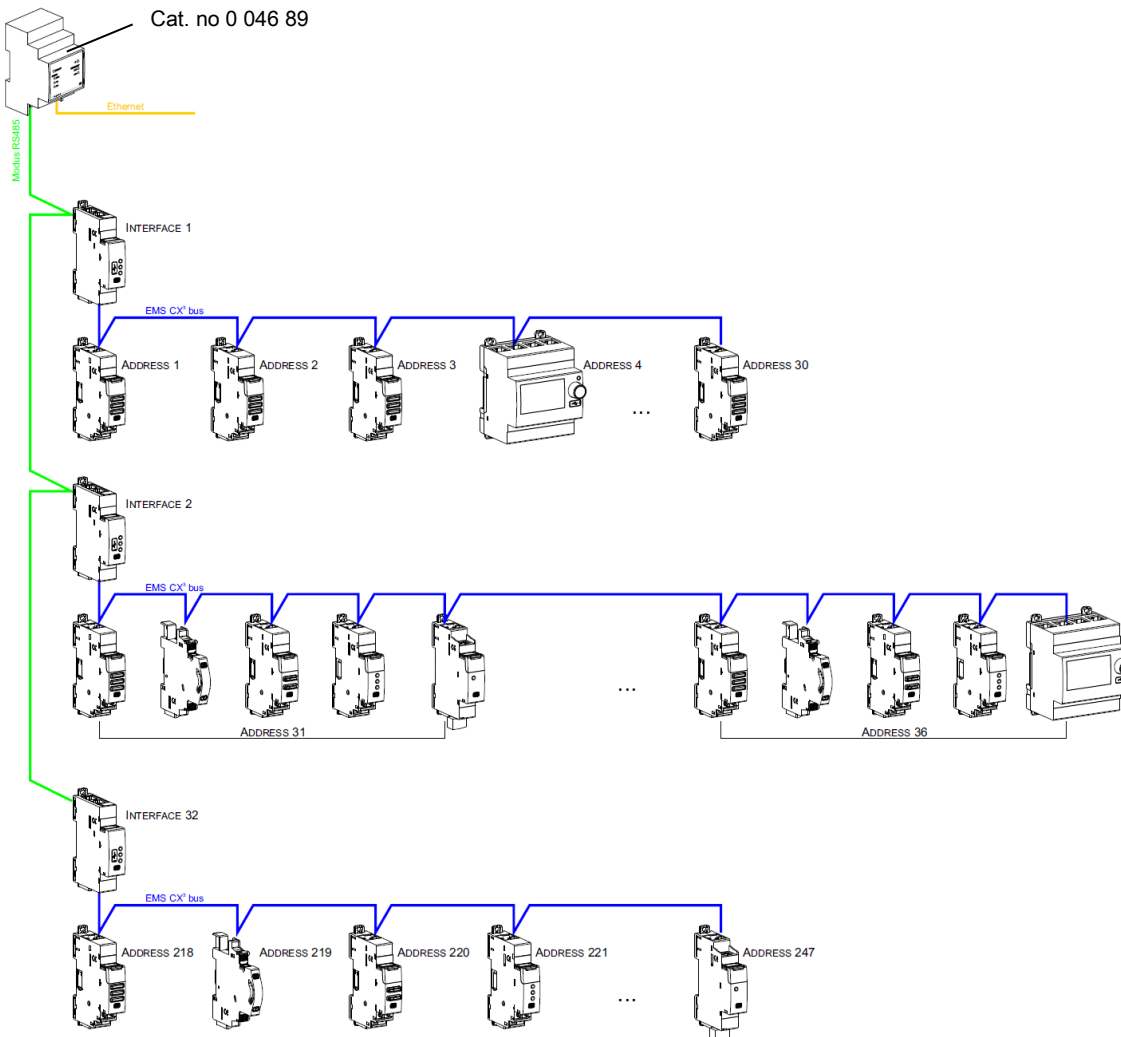 Cat. no 0 046 89
Ethernet
Modus RS485
INTERFACE 1
EMS CX³ bus
ADDRESS 1
ADDRESS 2
ADDRESS 3
ADDRESS 4
...
ADDRESS 30
INTERFACE 2
EMS CX³ bus
...
ADDRESS 31
ADDRESS 36
INTERFACE 32
EMS CX³ bus
ADDRESS 218
ADDRESS 219
ADDRESS 220
ADDRESS 221
...
ADDRESS 247